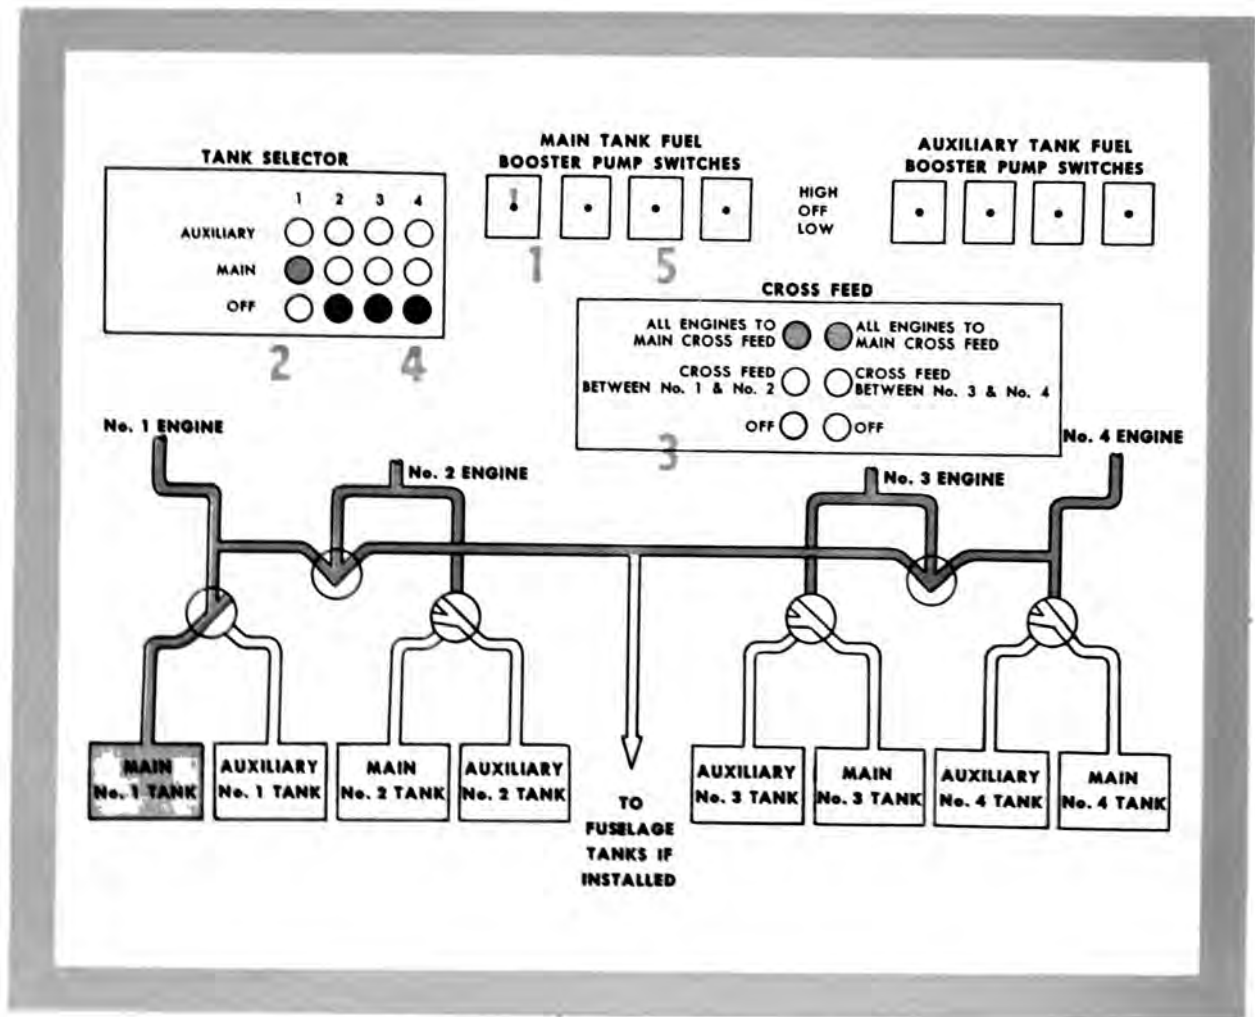 TANK SELECTOR
1 2 3 4
AUXILIARY
MAIN
OFF
2 4
MAIN TANK FUEL
BOOSTER PUMP SWITCHES
1 5
HIGH
OFF
LOW
AUXILIARY TANK FUEL
BOOSTER PUMP SWITCHES
CROSS FEED
ALL ENGINES TO
MAIN CROSS FEED
ALL ENGINES TO
MAIN CROSS FEED
CROSS FEED
BETWEEN No. 1 & No. 2
CROSS FEED
BETWEEN No. 3 & No. 4
OFF
OFF
3
No. 1 ENGINE
No. 2 ENGINE
No. 3 ENGINE
No. 4 ENGINE
MAIN
No. 1 TANK
AUXILIARY
No. 1 TANK
MAIN
No. 2 TANK
AUXILIARY
No. 2 TANK
TO
FUSELAGE
TANKS IF
INSTALLED
AUXILIARY
No. 3 TANK
MAIN
No. 3 TANK
AUXILIARY
No. 4 TANK
MAIN
No. 4 TANK